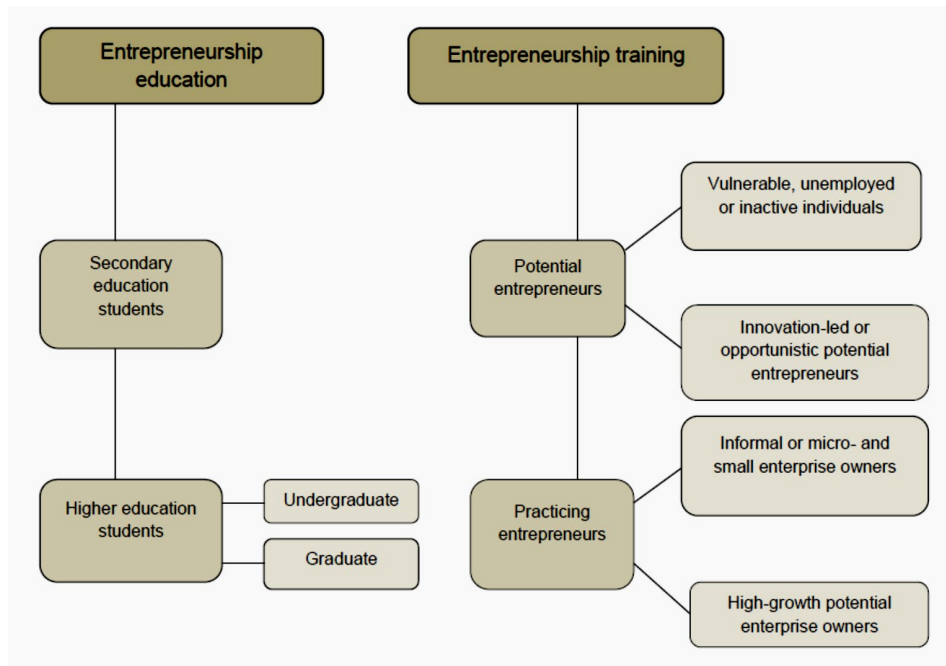 Entrepreneurship
education
Entrepreneurship training
Vulnerable, unemployed
or inactive individuals
Secondary
education
students
Potential
entrepreneurs
Innovation-led or
opportunistic potential
entrepreneurs
Informal or micro- and
small enterprise owners
Higher education
students
Undergraduate
Graduate
Practicing
entrepreneurs
High-growth potential
enterprise owners